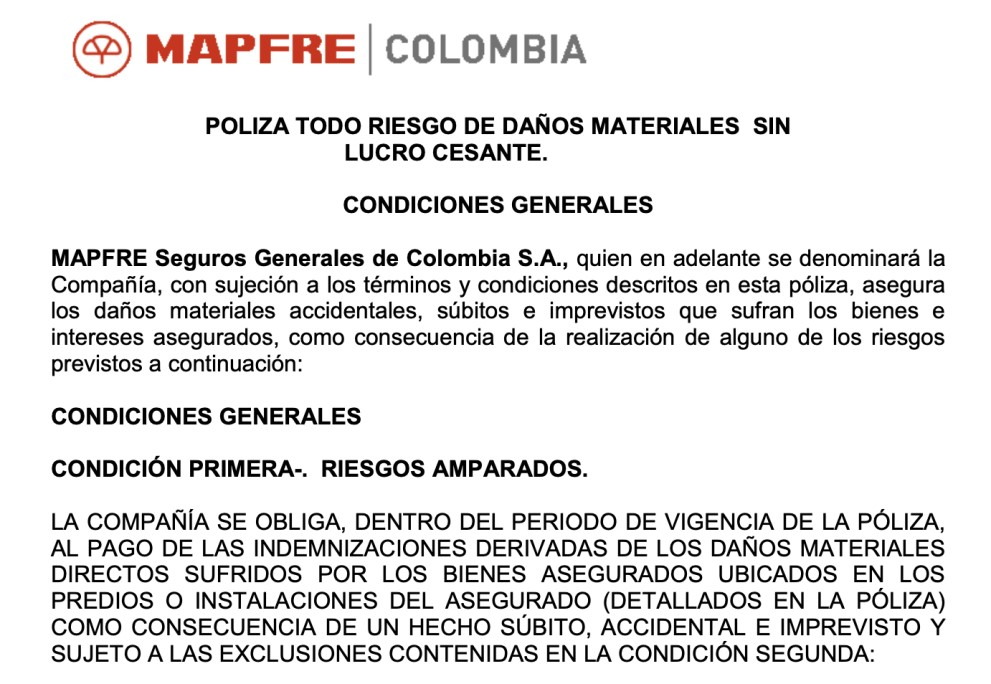 MAPFRE | COLOMBIA
POLIZA TODO RIESGO DE DAÑOS MATERIALES SIN
LUCRO CESANTE.
CONDICIONES GENERALES
MAPFRE Seguros Generales de Colombia S.A., quien en adelante se denominará la
Compañía, con sujeción a los términos y condiciones descritos en esta póliza, asegura
los daños materiales accidentales, súbitos e imprevistos que sufran los bienes e
intereses asegurados, como consecuencia de la realización de alguno de los riesgos
previstos a continuación:
CONDICIONES GENERALES
CONDICIÓN PRIMERA-. RIESGOS AMPARADOS.
LA COMPAÑÍA SE OBLIGA, DENTRO DEL PERIODO DE VIGENCIA DE LA PÓLIZA,
AL PAGO DE LAS INDEMNIZACIONES DERIVADAS DE LOS DAÑOS MATERIALES
DIRECTOS SUFRIDOS POR LOS BIENES ASEGURADOS UBICADOS EN LOS
PREDIOS O INSTALACIONES DEL ASEGURADO (DETALLADOS EN LA PÓLIZA)
COMO CONSECUENCIA DE UN HECHO SÚBITO, ACCIDENTAL E IMPREVISTO Y
SUJETO A LAS EXCLUSIONES CONTENIDAS EN LA CONDICIÓN SEGUNDA: